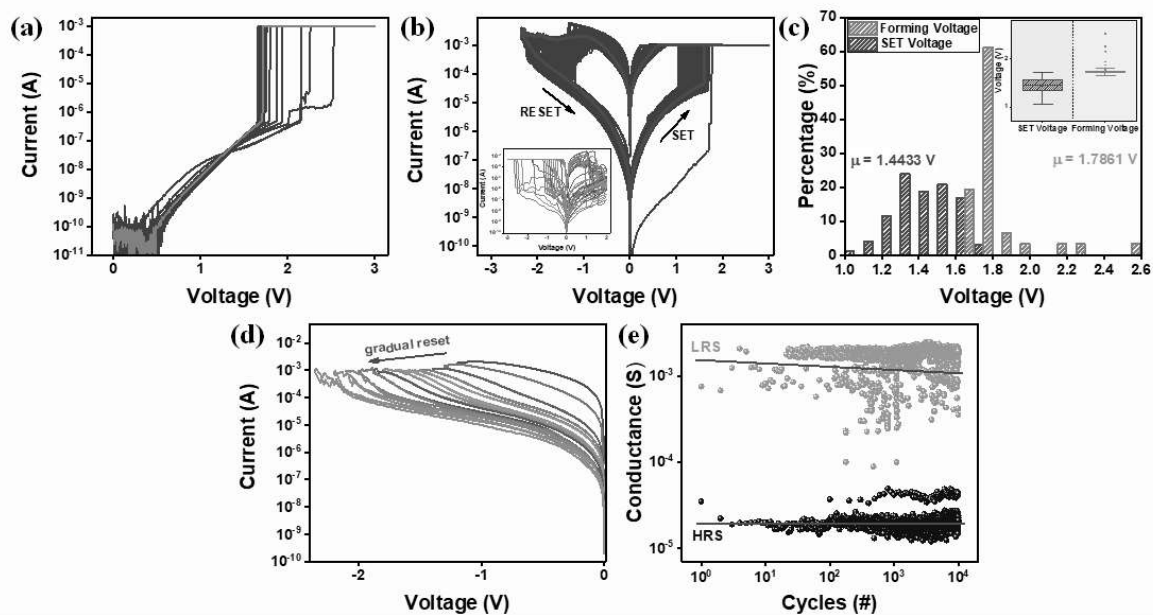 (a)
10⁻³
10⁻⁴
10⁻⁵
10⁻⁶
10⁻⁷
10⁻⁸
10⁻⁹
10⁻¹⁰
10⁻¹¹
Current (A)
0
1
2
3
Voltage (V)
(b)
10⁻³
10⁻⁴
10⁻⁵
10⁻⁶
10⁻⁷
10⁻⁸
10⁻⁹
10⁻¹⁰
Current (A)
RESET
SET
Current (A)
Voltage (V)
-3
-2
-1
0
1
2
3
Voltage (V)
(c)
70
60
50
40
30
20
10
0
Percentage (%)
Forming Voltage
SET Voltage
μ = 1.4433 V
μ = 1.7861 V
Voltage (V)
2
1
SET Voltage
Forming Voltage
1.0
1.2
1.4
1.6
1.8
2.0
2.2
2.4
2.6
Voltage (V)
(d)
10⁻²
10⁻³
10⁻⁴
10⁻⁵
10⁻⁶
10⁻⁷
10⁻⁸
10⁻⁹
10⁻¹⁰
Current (A)
gradual reset
-2
-1
0
Voltage (V)
(e)
10⁻³
10⁻⁴
10⁻⁵
Conductance (S)
LRS
HRS
10⁰
10¹
10²
10³
10⁴
Cycles (#)